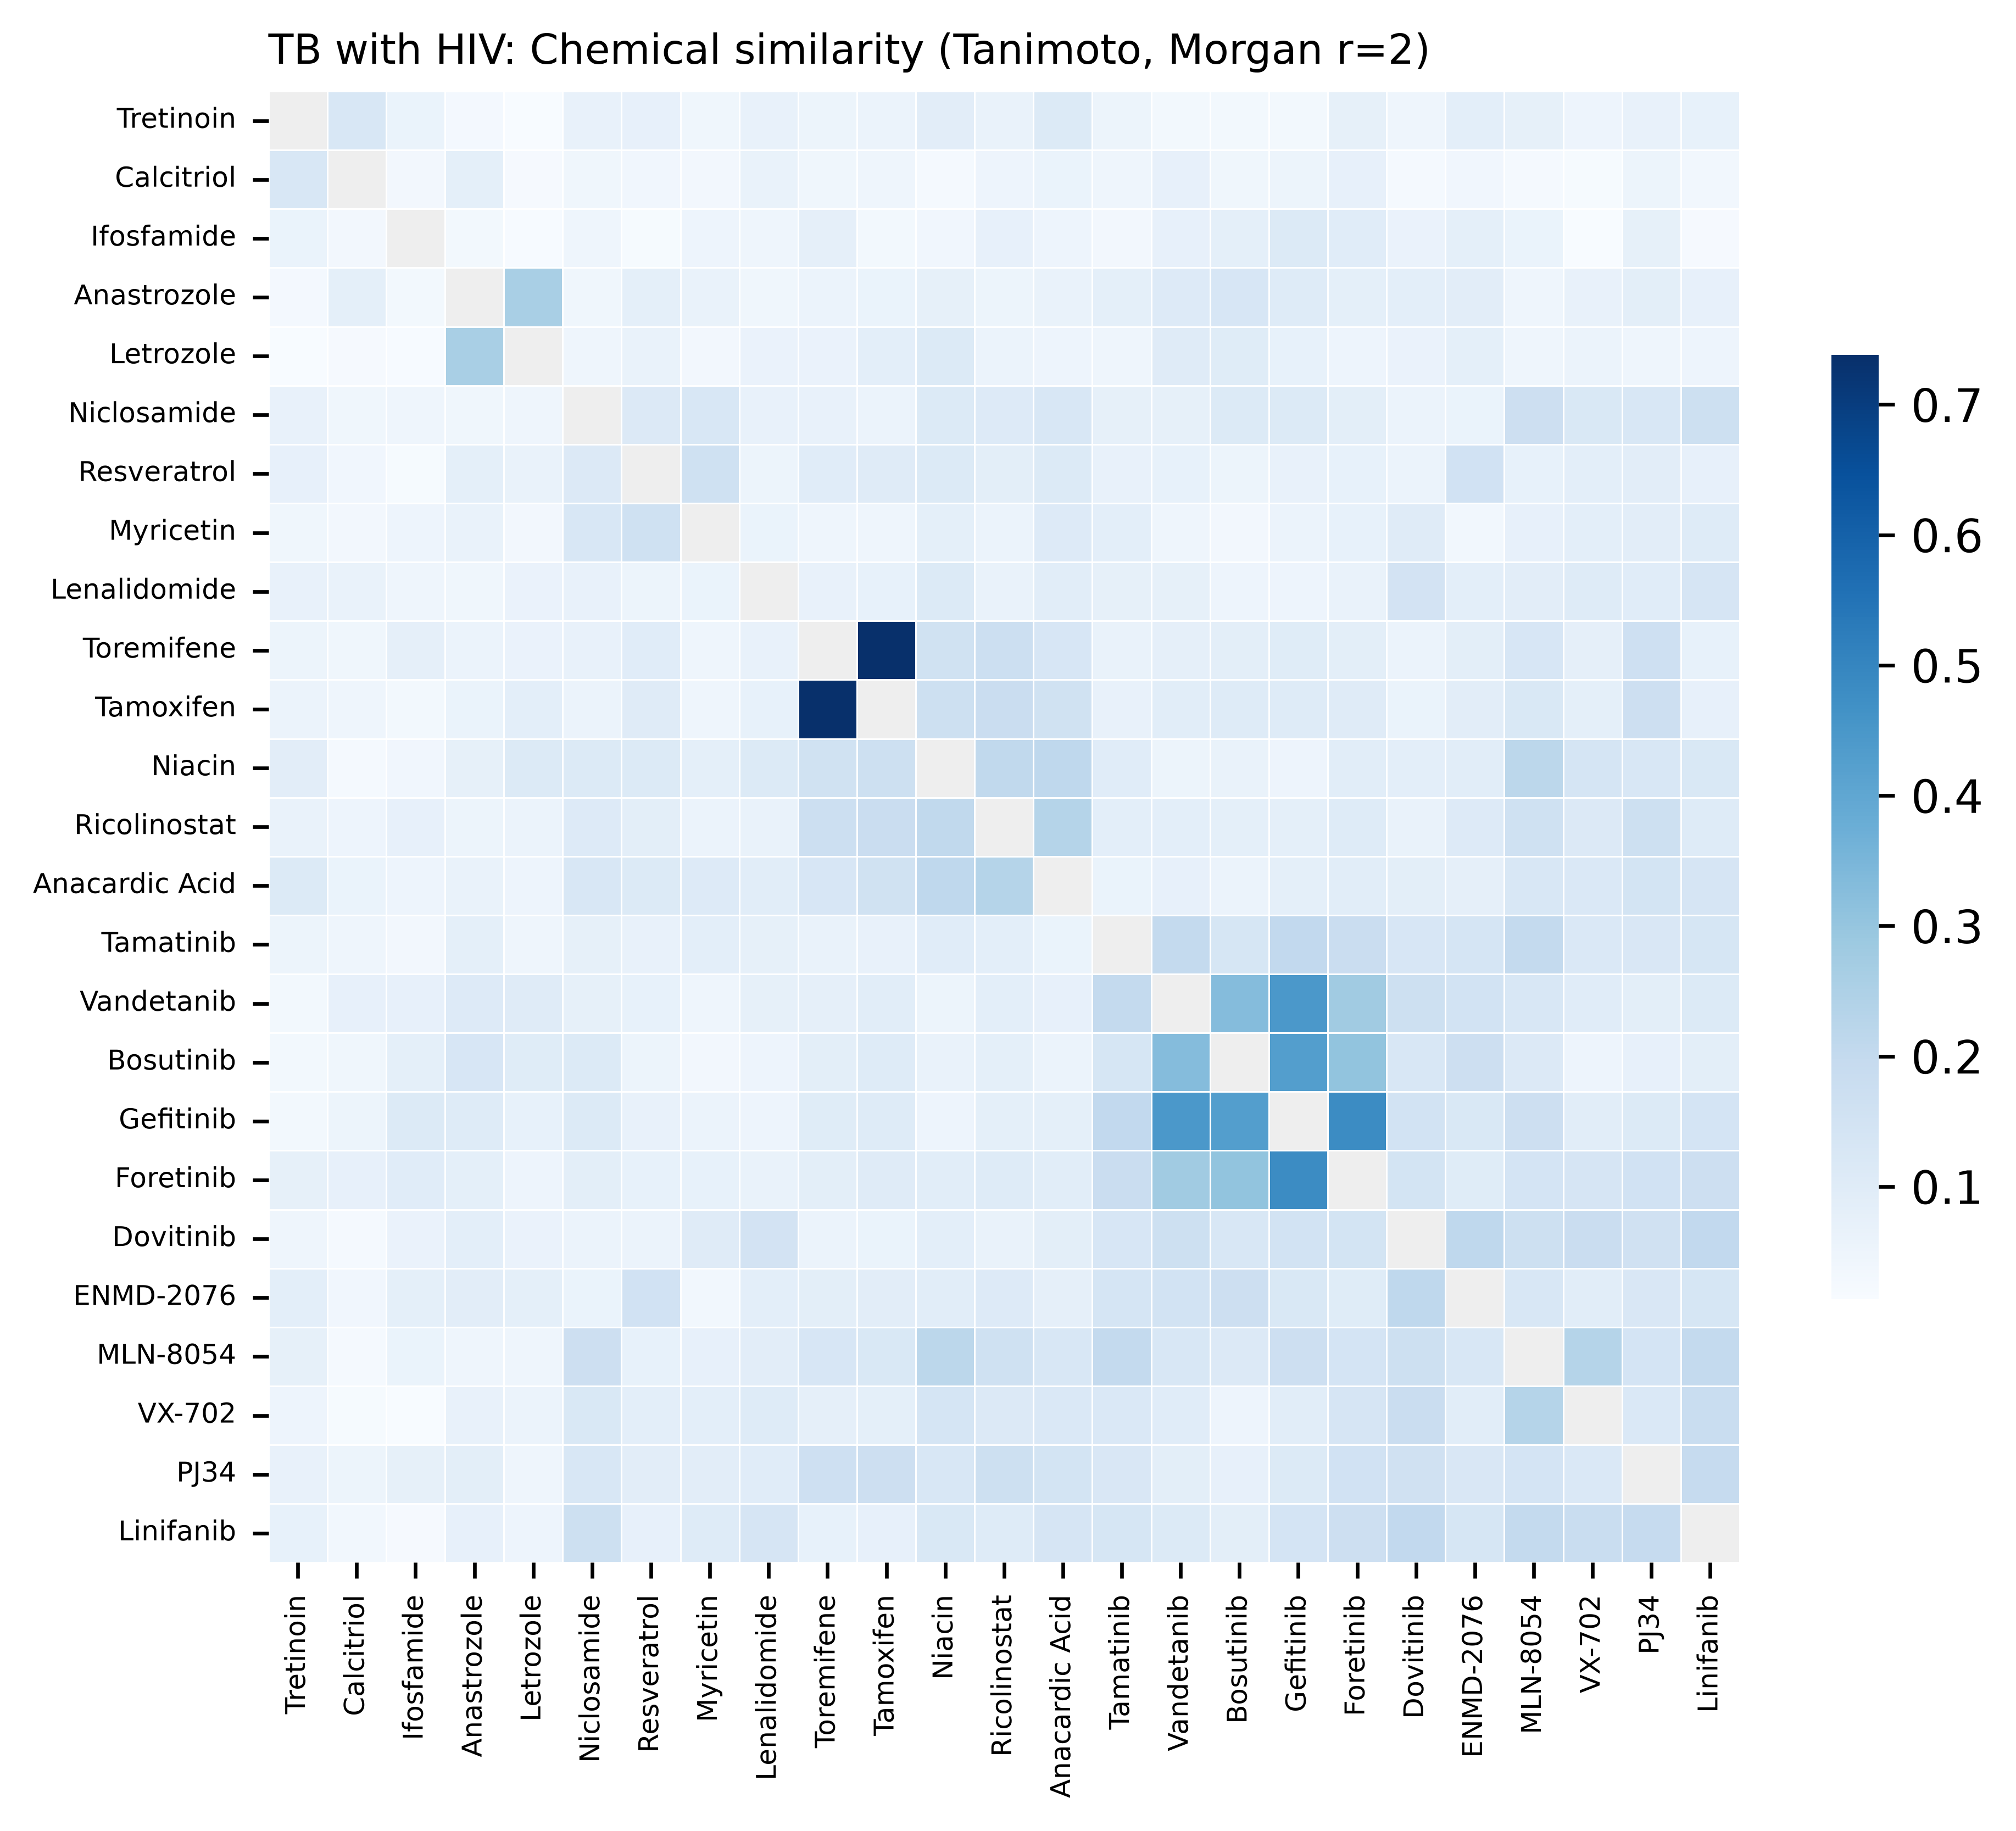 TB with HIV: Chemical similarity (Tanimoto, Morgan r=2)
Tretinoin
Calcitriol
Ifosfamide
Anastrozole
Letrozole
Niclosamide
Resveratrol
Myricetin
Lenalidomide
Toremifene
Tamoxifen
Niacin
Ricolinostat
Anacardic Acid
Tamatinib
Vandetanib
Bosutinib
Gefitinib
Foretinib
Dovitinib
ENMD-2076
MLN-8054
VX-702
PJ34
Linifanib
Tretinoin
Calcitriol
Ifosfamide
Anastrozole
Letrozole
Niclosamide
Resveratrol
Myricetin
Lenalidomide
Toremifene
Tamoxifen
Niacin
Ricolinostat
Anacardic Acid
Tamatinib
Vandetanib
Bosutinib
Gefitinib
Foretinib
Dovitinib
ENMD-2076
MLN-8054
VX-702
PJ34
Linifanib
0.7
0.6
0.5
0.4
0.3
0.2
0.1